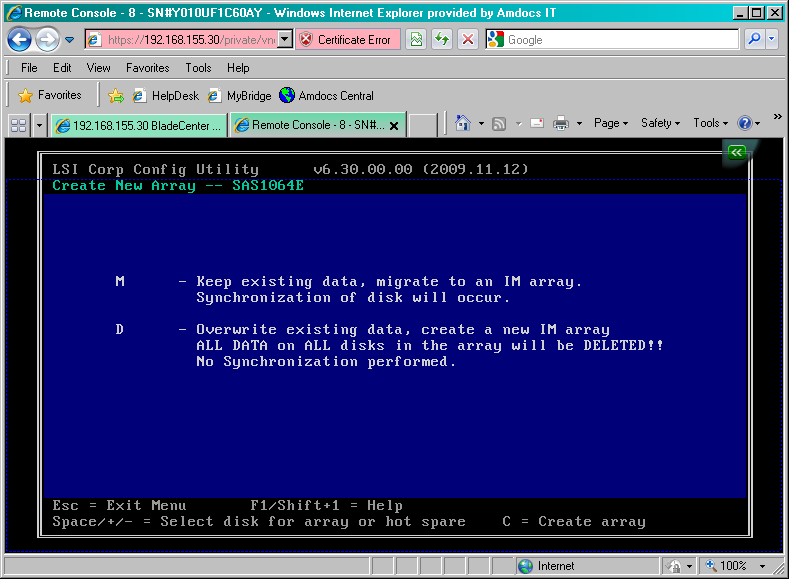 Remote Console - 8 - SN#Y010UF1C60AY - Windows Internet Explorer provided by Amdocs IT
https://192.168.155.30/private/vn
Certificate Error
Google
File Edit View Favorites Tools Help
Favorites
HelpDesk
MyBridge
Amdocs Central
192.168.155.30 BladeCenter ...
Remote Console - 8 - SN#...
Page
Safety
Tools
LSI Corp Config Utility v6.30.00.00 (2009.11.12)
Create New Array -- SAS1064E
M - Keep existing data, migrate to an IM array.
Synchronization of disk will occur.
D - Overwrite existing data, create a new IM array
ALL DATA on ALL disks in the array will be DELETED!!
No Synchronization performed.
Esc = Exit Menu F1/Shift+1 = Help
Space/+/- = Select disk for array or hot spare C = Create array
Internet
100%